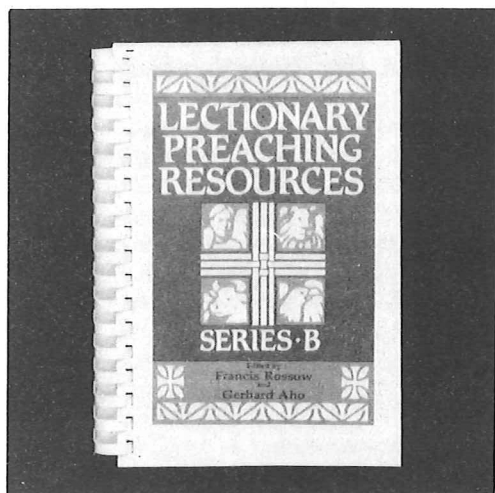 LECTIONARY
PREACHING
RESOURCES
SERIES·B
Edited by
Francis Rossow
and
Gerhard Aho